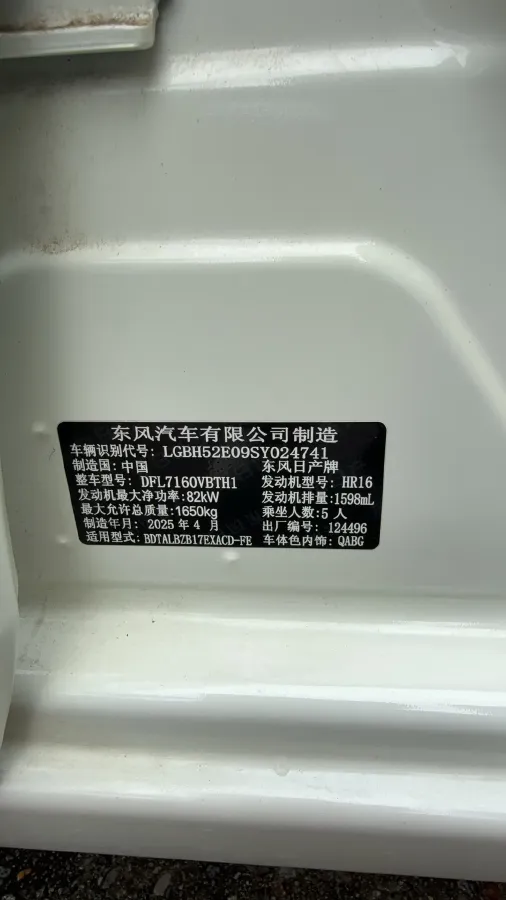 东风汽车有限公司制造
车辆识别代号: LGBH52E09SY024741
制造国: 中国 东风日产牌
整车型号: DFL7160VBTH1 发动机型号: HR16
发动机最大净功率: 82kW 发动机排量: 1598mL
最大允许总质量: 1650kg 乘坐人数: 5 人
制造年月: 2025 年 4 月 出厂编号: 124496
适用型式: BDTALBZB17EXACD-FE 车体色内饰: QABG